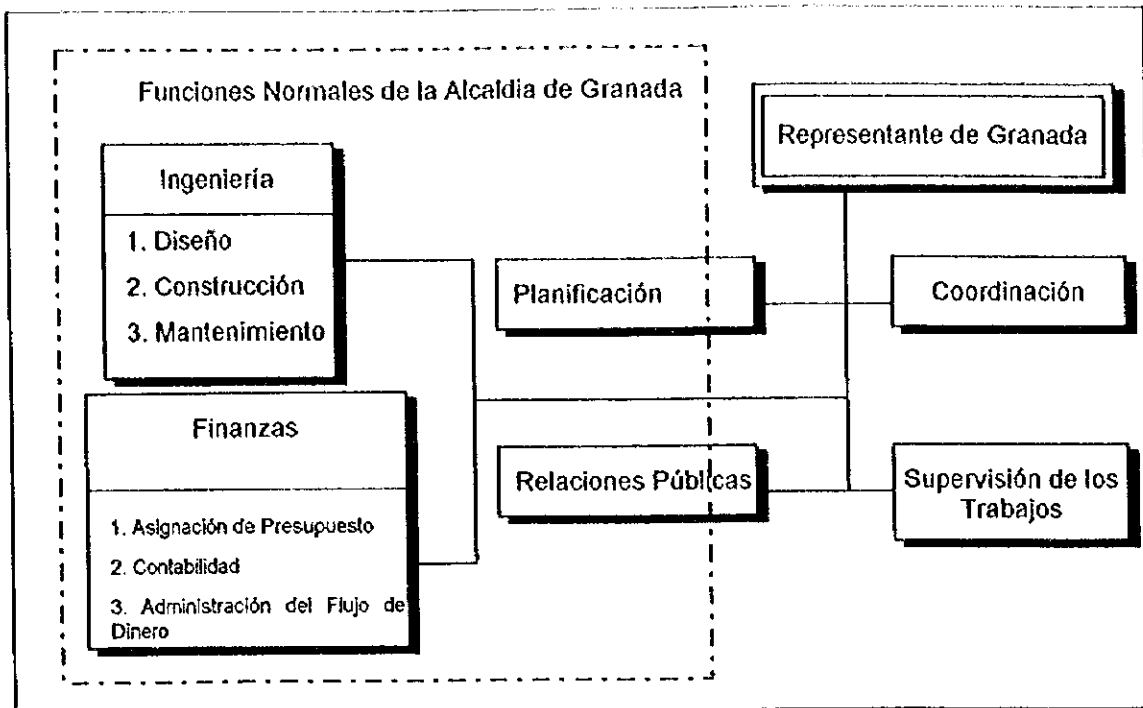 Funciones Normales de la Alcaldia de Granada
Representante de Granada
Ingeniería
1. Diseño
2. Construcción
3. Mantenimiento
Planificación
Coordinación
Finanzas
1. Asignación de Presupuesto
2. Contabilidad
3. Administración del Flujo de
Dinero
Relaciones Públicas
Supervisión de los
Trabajos